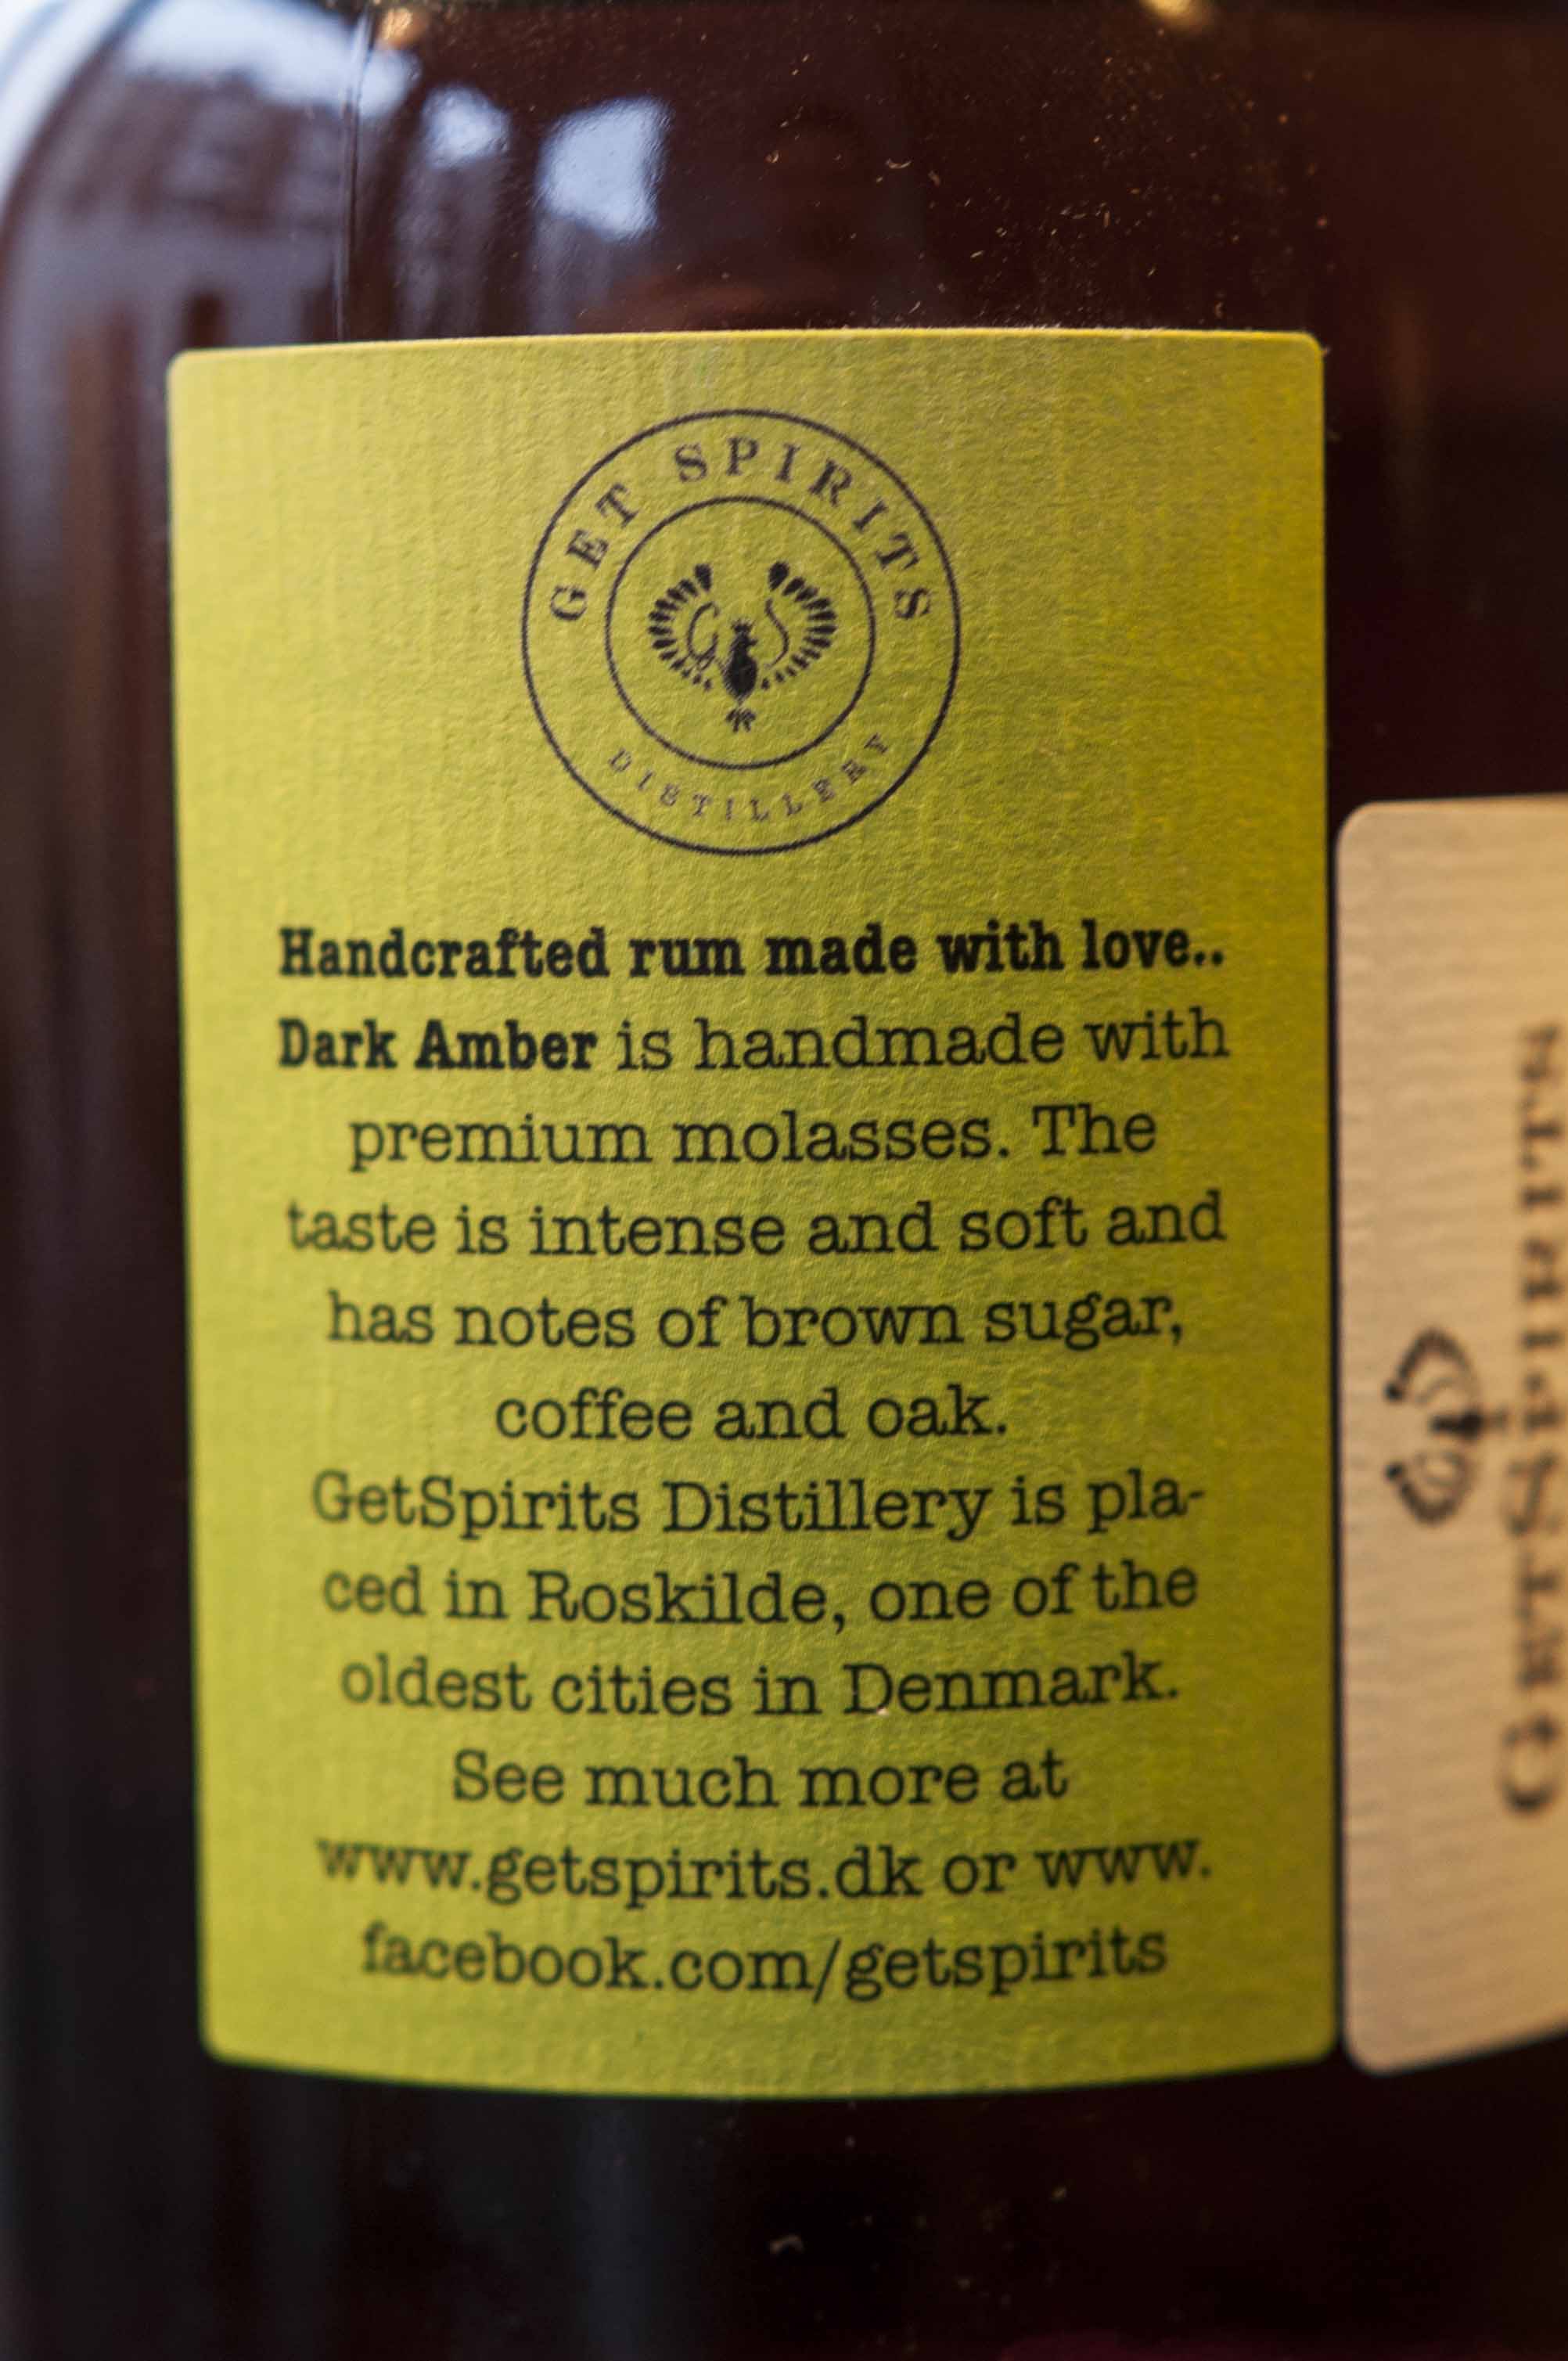 GET SPIRITS
GS
DISTILLERY
Handcrafted rum made with love..
Dark Amber is handmade with
premium molasses. The
taste is intense and soft and
has notes of brown sugar,
coffee and oak.
GetSpirits Distillery is pla-
ced in Roskilde, one of the
oldest cities in Denmark.
See much more at
www.getspirits.dk or www.
facebook.com/getspirits